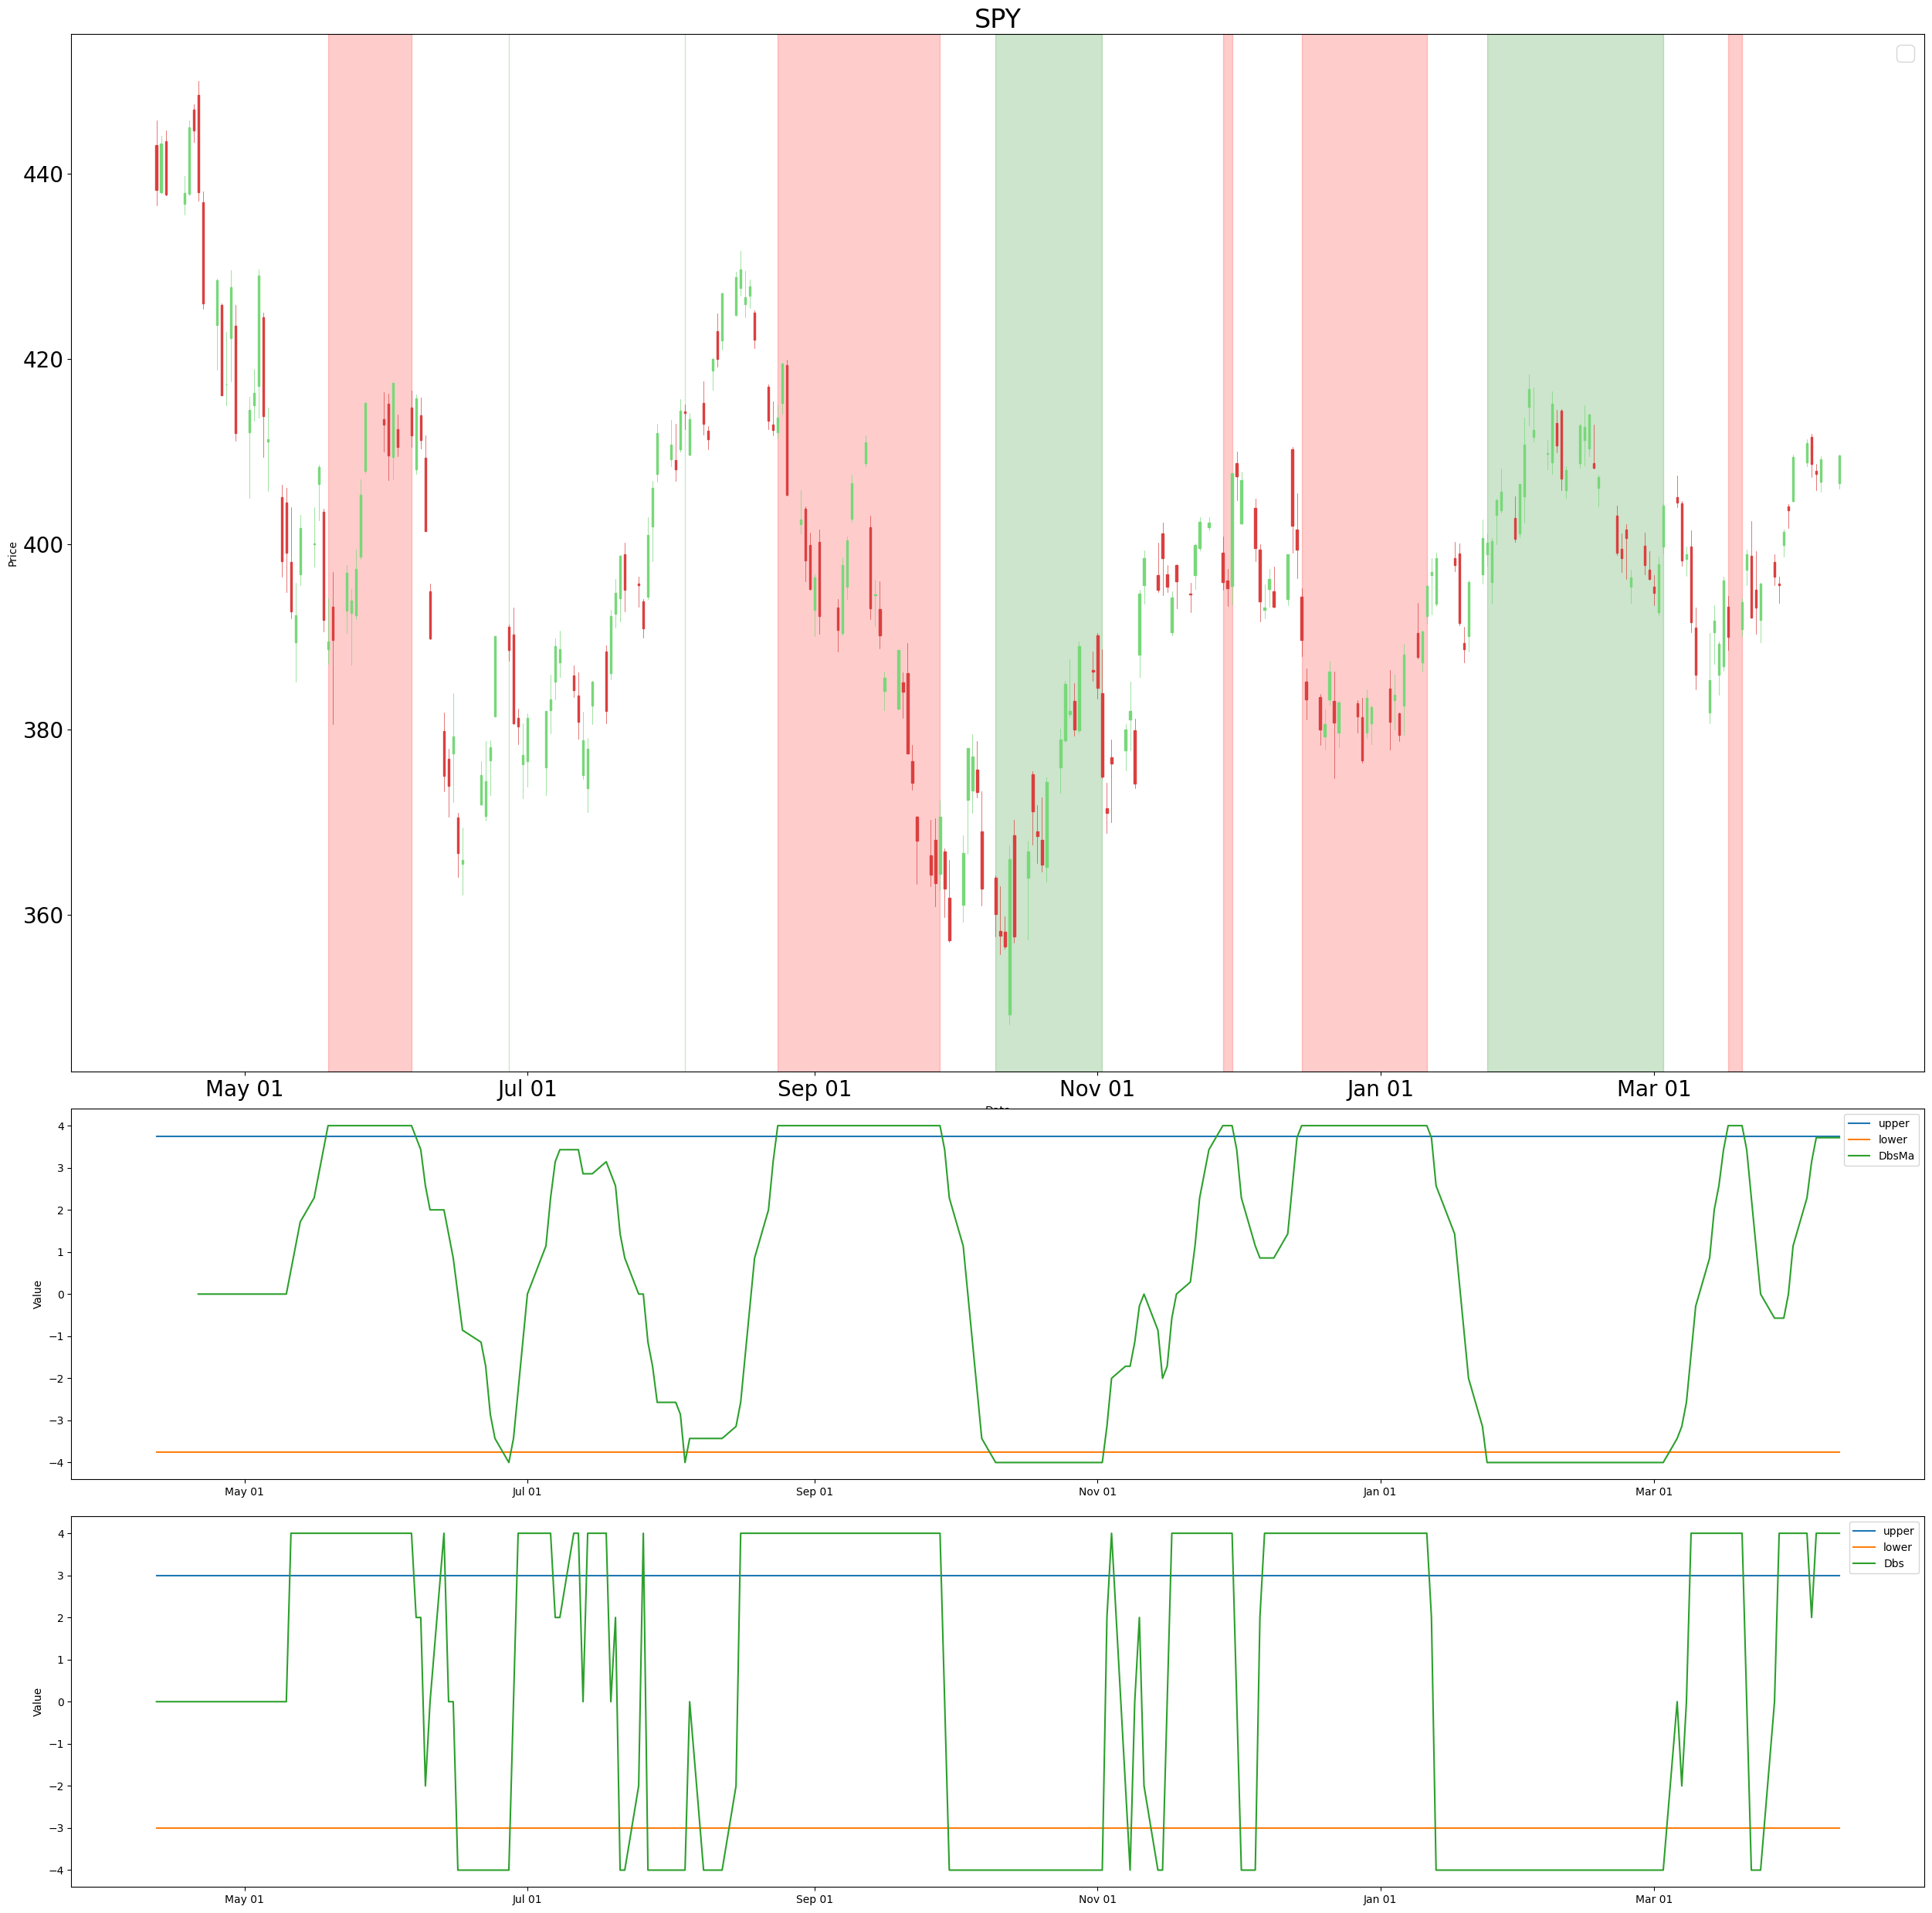 SPY
Price
440
420
400
380
360
May 01
Jul 01
Sep 01
Nov 01
Jan 01
Mar 01
Value
4
3
2
1
0
−1
−2
−3
−4
upper
lower
DbsMa
May 01
Jul 01
Sep 01
Nov 01
Jan 01
Mar 01
Value
4
3
2
1
0
−1
−2
−3
−4
upper
lower
Dbs
May 01
Jul 01
Sep 01
Nov 01
Jan 01
Mar 01